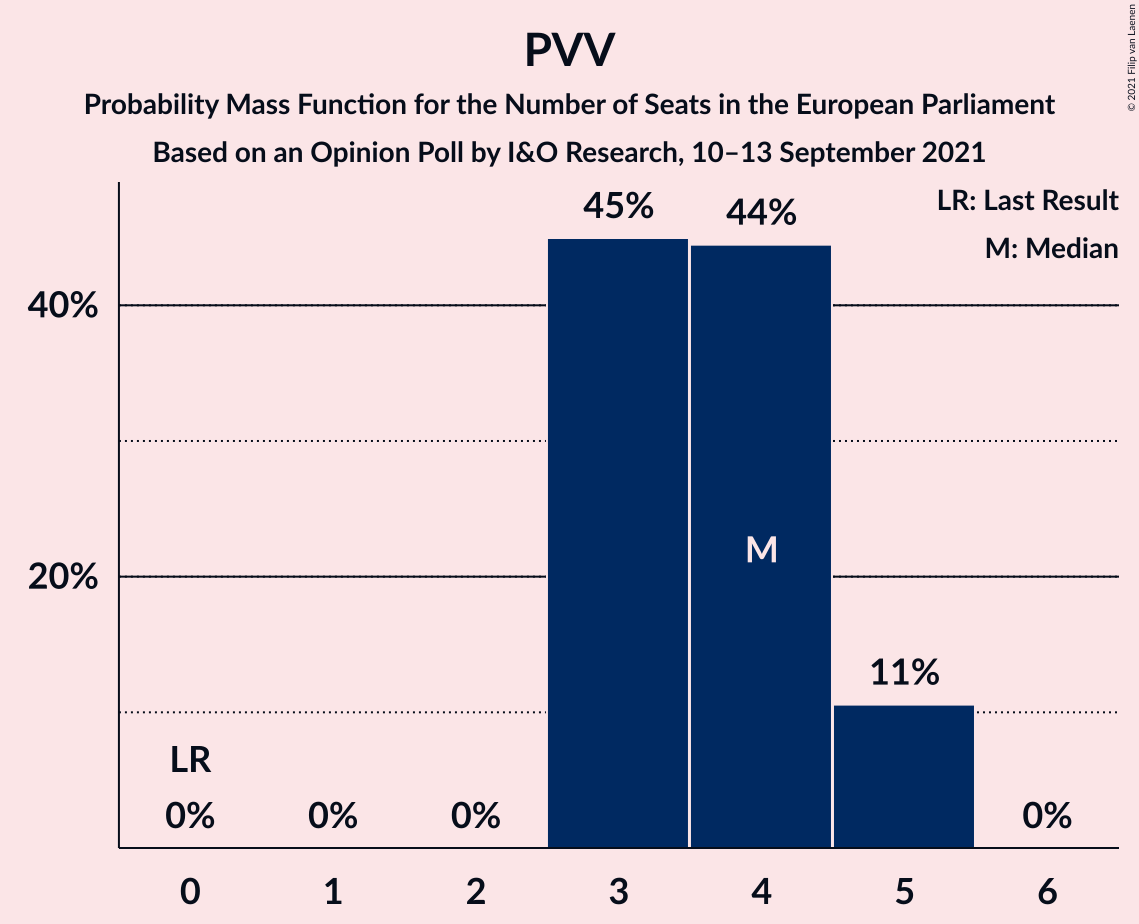 PVV
Probability Mass Function for the Number of Seats in the European Parliament
Based on an Opinion Poll by I&O Research, 10–13 September 2021
© 2021 Filip van Laenen
LR: Last Result
M: Median
45%
44%
40%
M
20%
11%
LR
0%
0%
0%
0%
0
1
2
3
4
5
6